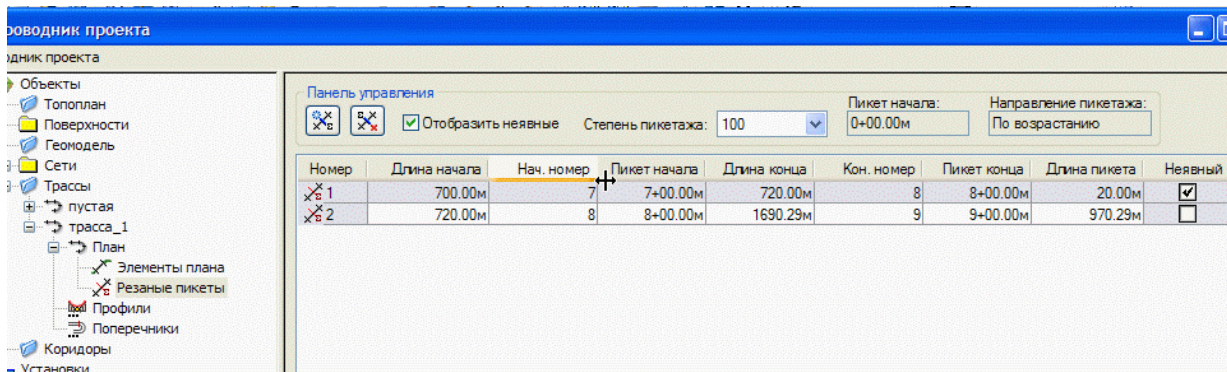 роводник проекта
одник проекта
Объекты
Топоплан
Поверхности
Геомодель
Сети
Трассы
пустая
трасса_1
План
Элементы плана
Резаные пикеты
Профили
Поперечники
Коридоры
Установки
Панель управления
Отобразить неявные Степень пикетажа: 100
Пикет начала: Направление пикетажа:
0+00.00м По возрастанию
Номер Длина начала Нач. номер Пикет начала Длина конца Кон. номер Пикет конца Длина пикета Неявный
1 700.00м 7 7+00.00м 720.00м 8 8+00.00м 20.00м
2 720.00м 8 8+00.00м 1690.29м 9 9+00.00м 970.29м